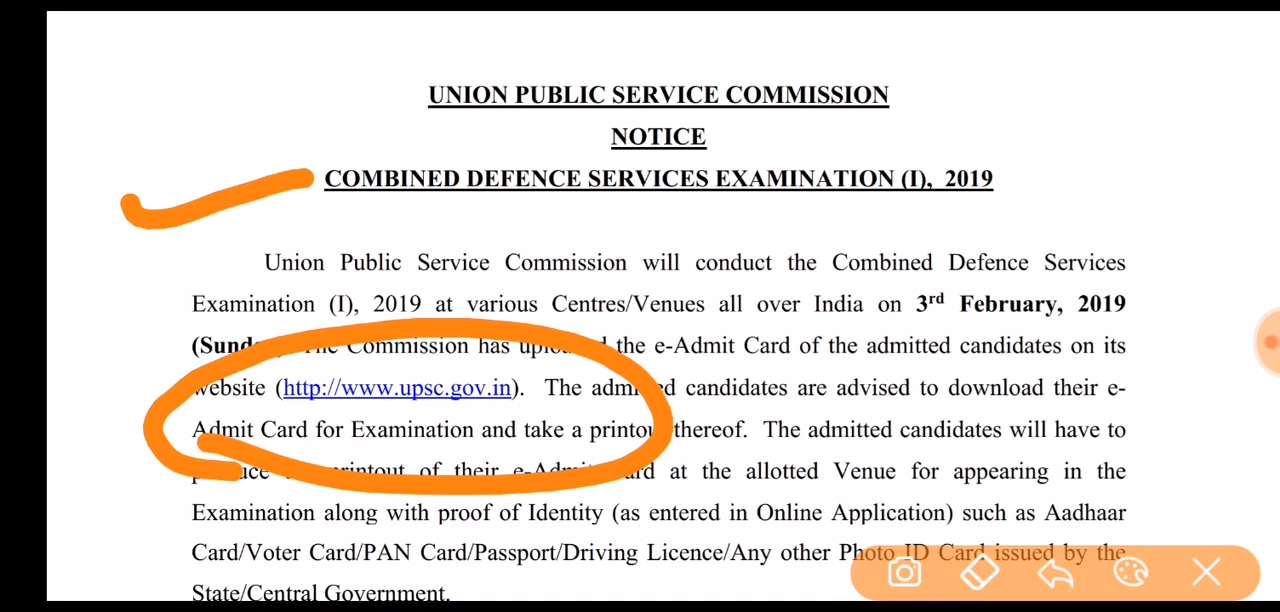 UNION PUBLIC SERVICE COMMISSION
NOTICE
COMBINED DEFENCE SERVICES EXAMINATION (I), 2019
Union Public Service Commission will conduct the Combined Defence Services
Examination (I), 2019 at various Centres/Venues all over India on 3rd February, 2019
Commission has the e-Admit Card of the admitted candidates on its
website (http://www.upsc.gov.in). The admitted candidates are advised to download their e-
Admit Card for Examination and take a printout thereof. The admitted candidates will have to
printout of their e-Admit Card at the allotted Venue for appearing in the
Examination along with proof of Identity (as entered in Online Application) such as Aadhaar
Card/Voter Card/PAN Card/Passport/Driving Licence/Any other Photo ID Card issued by the
State/Central Government.